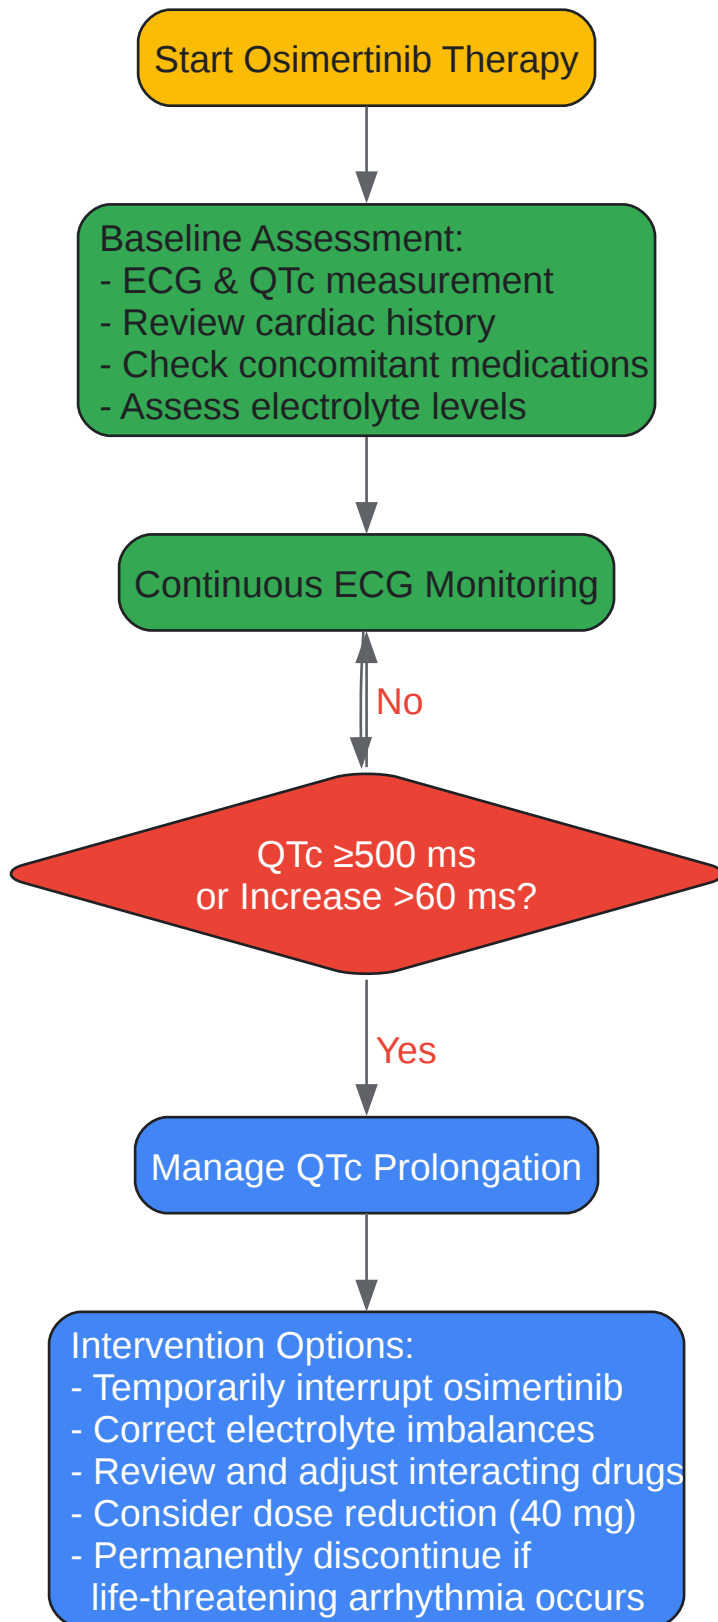 Start Osimertinib Therapy
Baseline Assessment:
- ECG & QTc measurement
- Review cardiac history
- Check concomitant medications
- Assess electrolyte levels
Continuous ECG Monitoring
No
QTc ≥500 ms
or Increase >60 ms?
Yes
Manage QTc Prolongation
Intervention Options:
- Temporarily interrupt osimertinib
- Correct electrolyte imbalances
- Review and adjust interacting drugs
- Consider dose reduction (40 mg)
- Permanently discontinue if
life-threatening arrhythmia occurs